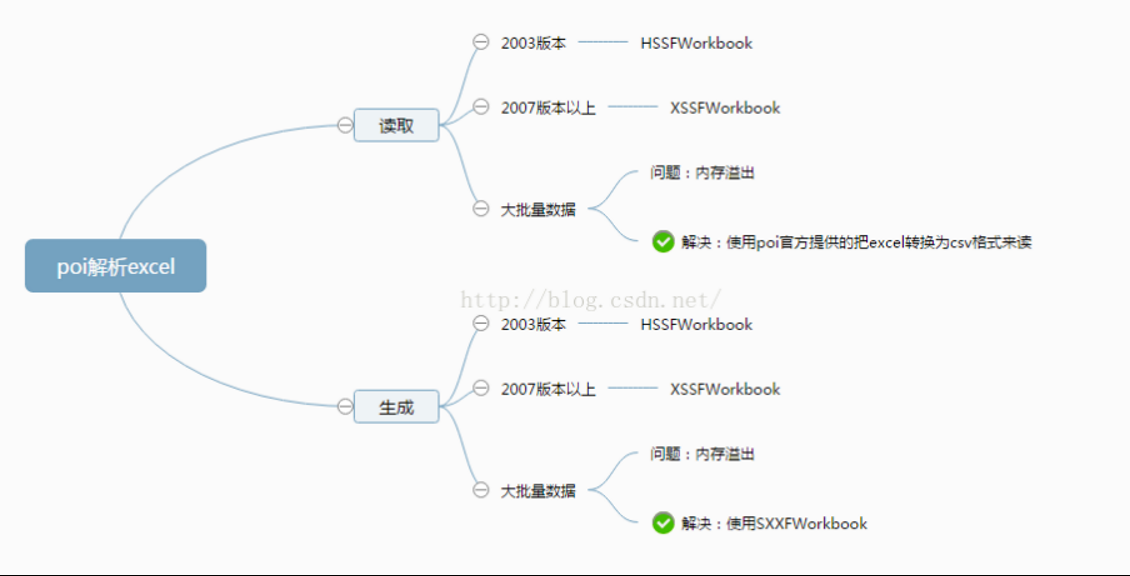 poi解析excel
读取
2003版本
HSSFWorkbook
2007版本以上
XSSFWorkbook
大批量数据
问题：内存溢出
解决：使用poi官方提供的把excel转换为csv格式来读
http://blog.csdn.net/
生成
2003版本
HSSFWorkbook
2007版本以上
XSSFWorkbook
大批量数据
问题：内存溢出
解决：使用SXXFWorkbook